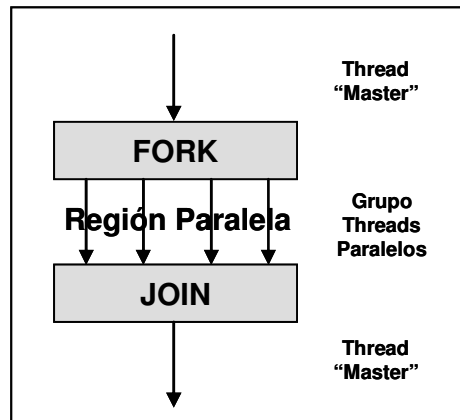 Thread
“Master”
FORK
Región Paralela
Grupo
Threads
Paralelos
JOIN
Thread
“Master”